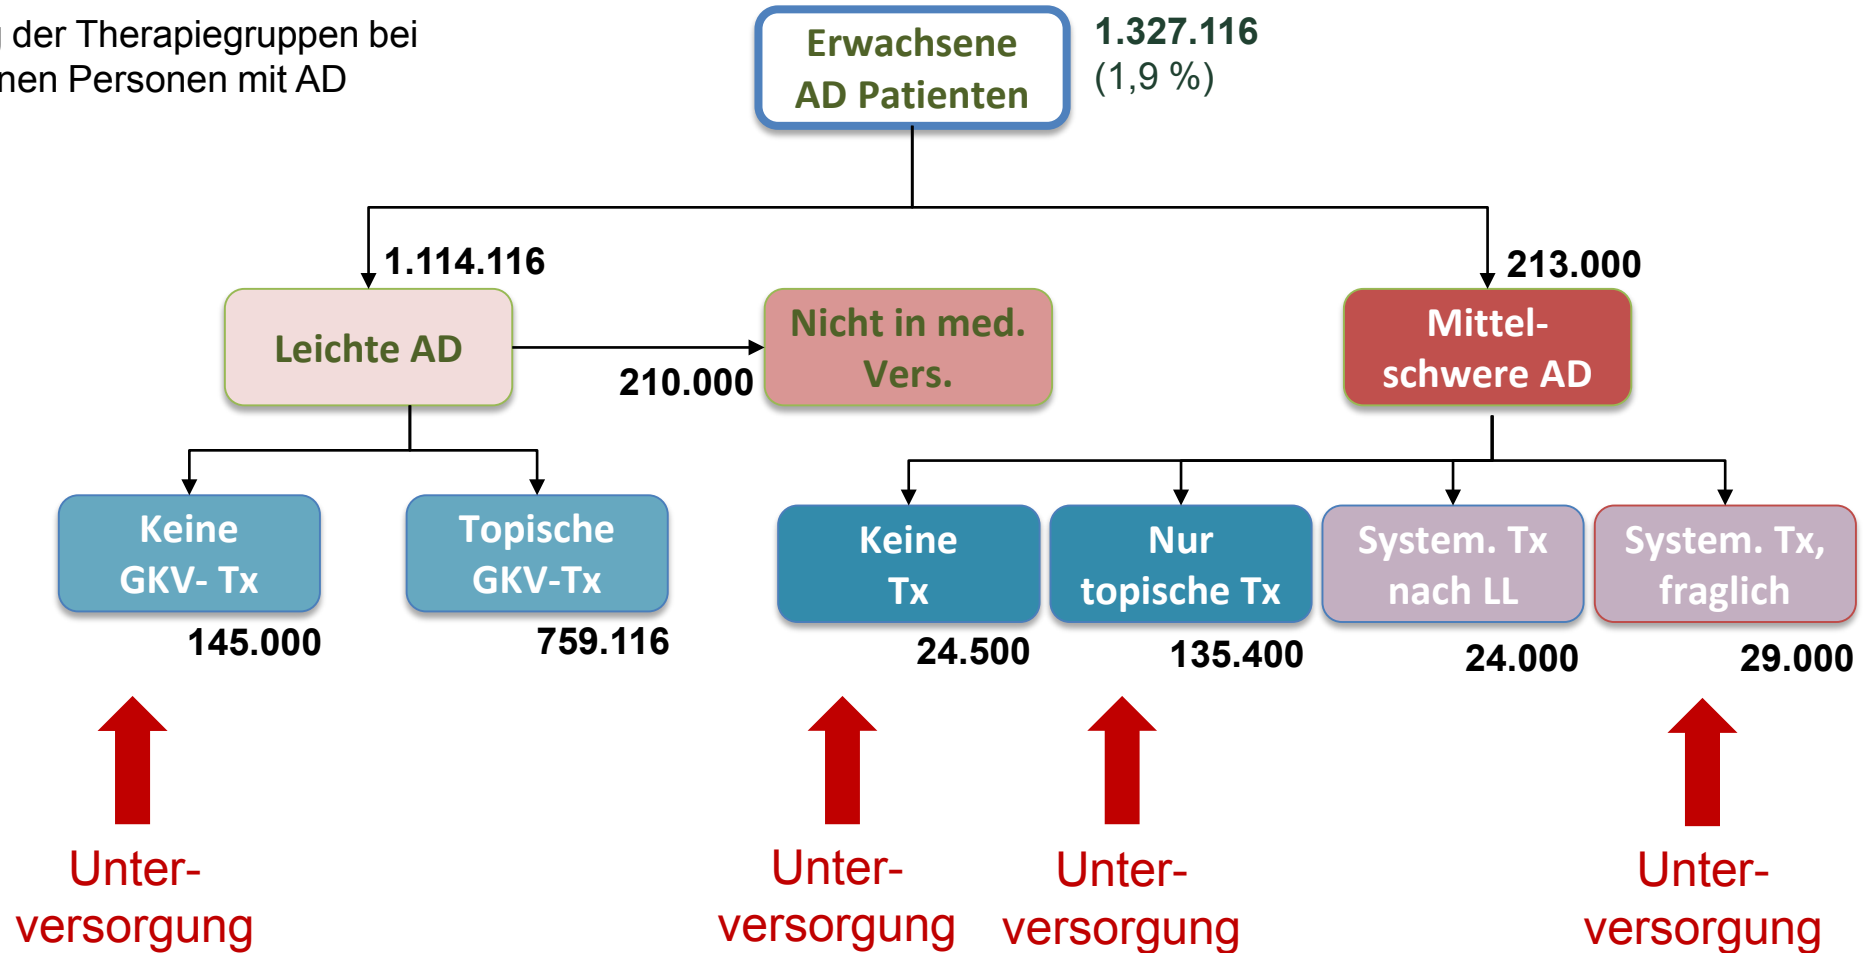 der Therapiegruppen bei
Personen mit AD
Erwachsene
AD Patienten
1.327.116
(1,9 %)
1.114.116
213.000
Leichte AD
210.000
Nicht in med.
Vers.
Mittel-
schwere AD
Keine
GKV- Tx
145.000
Topische
GKV-Tx
759.116
Keine
Tx
24.500
Nur
topische Tx
135.400
System. Tx
nach LL
24.000
System. Tx,
fraglich
29.000
Unter-
versorgung
Unter-
versorgung
Unter-
versorgung
Unter-
versorgung